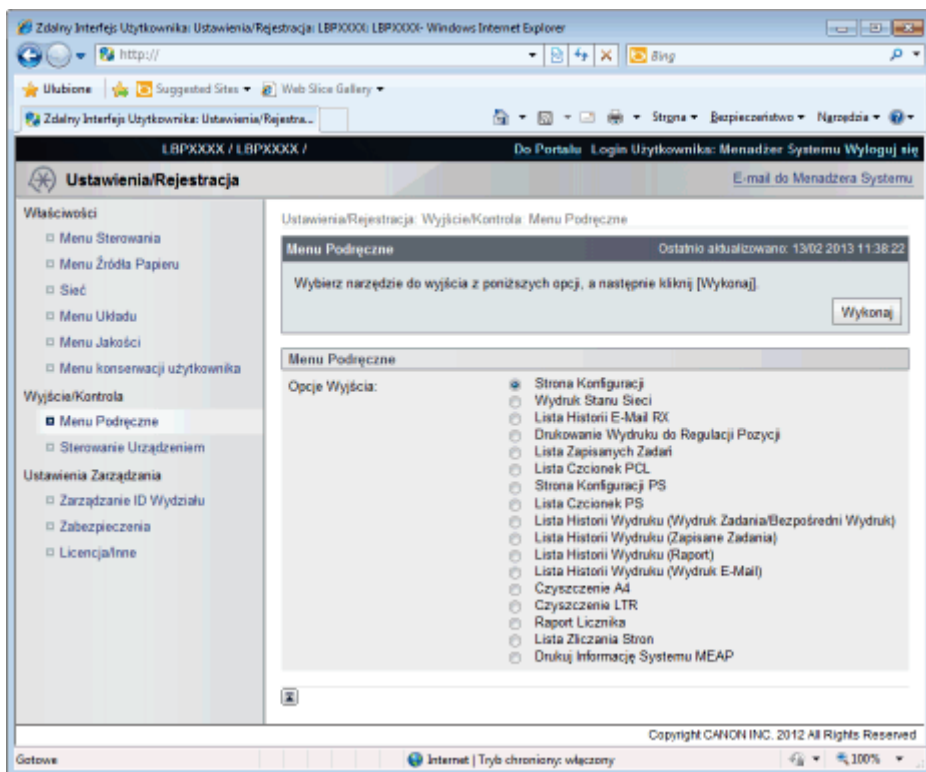 Zdalny Interfejs Użytkownika: Ustawienia/Rejestracja: LBPXXXX: LBPXXXX- Windows Internet Explorer
http://
Bing
Ulubione
Suggested Sites
Web Slice Gallery
Zdalny Interfejs Użytkownika: Ustawienia/Rejestra...
Strona
Bezpieczeństwo
Narzędzia
LBPXXXX / LBPXXXX /
Do Portalu Login Użytkownika: Menadżer Systemu Wyloguj się
Ustawienia/Rejestracja
E-mail do Menadżera Systemu
Właściwości
Menu Sterowania
Menu Źródła Papieru
Sieć
Menu Układu
Menu Jakości
Menu konserwacji użytkownika
Wyjście/Kontrola
Menu Podręczne
Sterowanie Urządzeniem
Ustawienia Zarządzania
Zarządzanie ID Wydziału
Zabezpieczenia
Licencja/Inne
Ustawienia/Rejestracja: Wyjście/Kontrola: Menu Podręczne
Menu Podręczne
Ostatnio aktualizowano: 13/02 2013 11:38:22
Wybierz narzędzie do wyjścia z poniższych opcji, a następnie kliknij [Wykonaj].
Wykonaj
Menu Podręczne
Opcje Wyjścia:
Strona Konfiguracji
Wydruk Stanu Sieci
Lista Historii E-Mail RX
Drukowanie Wydruku do Regulacji Pozycji
Lista Zapisanych Zadań
Lista Czcionek PCL
Strona Konfiguracji PS
Lista Czcionek PS
Lista Historii Wydruku (Wydruk Zadania/Bezpośredni Wydruk)
Lista Historii Wydruku (Zapisane Zadania)
Lista Historii Wydruku (Raport)
Lista Historii Wydruku (Wydruk E-Mail)
Czyszczenie A4
Czyszczenie LTR
Raport Licznika
Lista Zliczania Stron
Drukuj Informację Systemu MEAP
Copyright CANON INC. 2012 All Rights Reserved
Gotowe
Internet | Tryb chroniony: włączony
100%